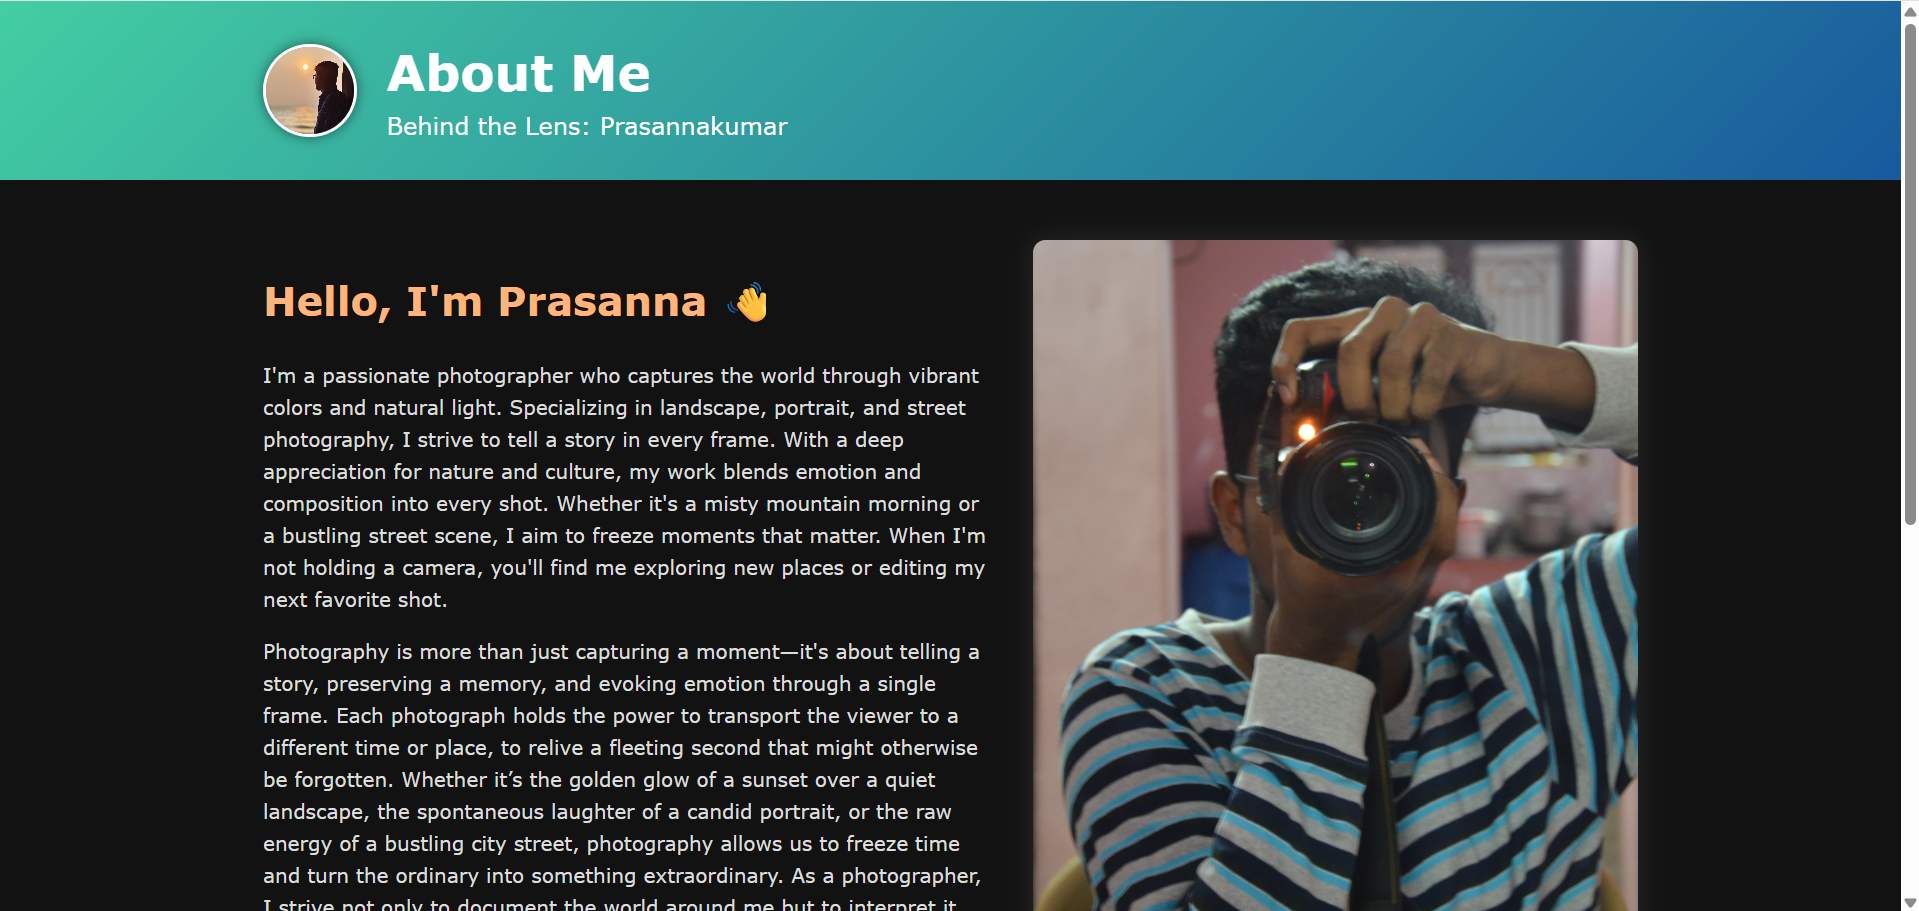 About Me
Behind the Lens: Prasannakumar
Hello, I'm Prasanna 👋
I'm a passionate photographer who captures the world through vibrant
colors and natural light. Specializing in landscape, portrait, and street
photography, I strive to tell a story in every frame. With a deep
appreciation for nature and culture, my work blends emotion and
composition into every shot. Whether it's a misty mountain morning or
a bustling street scene, I aim to freeze moments that matter. When I'm
not holding a camera, you'll find me exploring new places or editing my
next favorite shot.
Photography is more than just capturing a moment—it's about telling a
story, preserving a memory, and evoking emotion through a single
frame. Each photograph holds the power to transport the viewer to a
different time or place, to relive a fleeting second that might otherwise
be forgotten. Whether it’s the golden glow of a sunset over a quiet
landscape, the spontaneous laughter of a candid portrait, or the raw
energy of a bustling city street, photography allows us to freeze time
and turn the ordinary into something extraordinary. As a photographer,
I strive not only to document the world around me but to interpret it